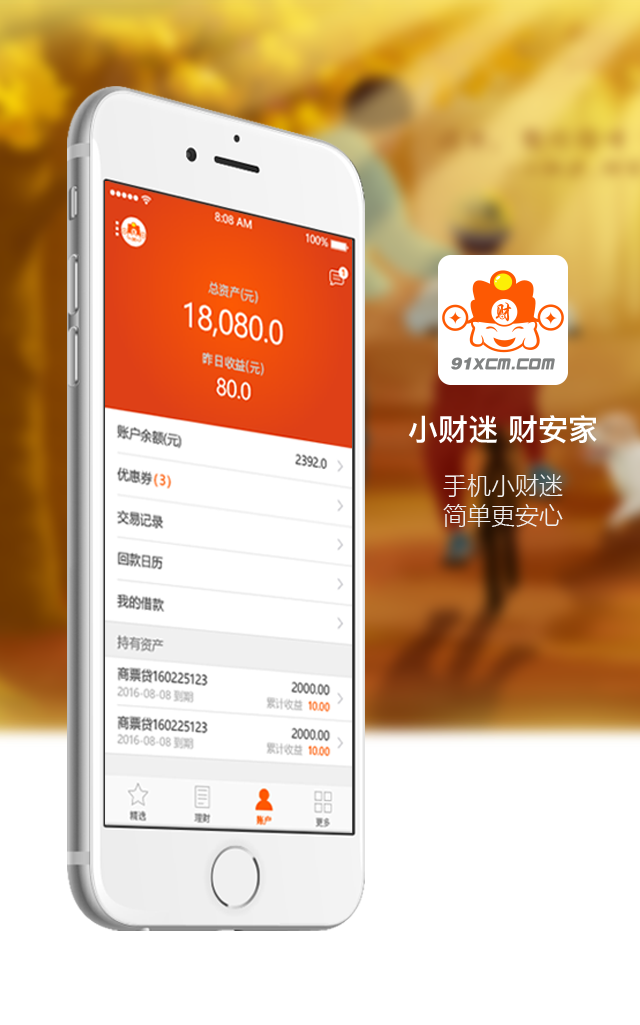 8:08 AM
100%
1
总资产(元)
18,080.0
昨日收益(元)
80.0
账户余额(元)
2392.0
优惠券(3)
交易记录
回款日历
我的借款
持有资产
商票贷160225123
2000.00
2016-08-08 到期
累计收益 10.00
商票贷160225123
2000.00
2016-08-08 到期
累计收益 10.00
精选
理财
账户
更多
财
91XCM.COM
小财迷 财安家
手机小财迷
简单更安心